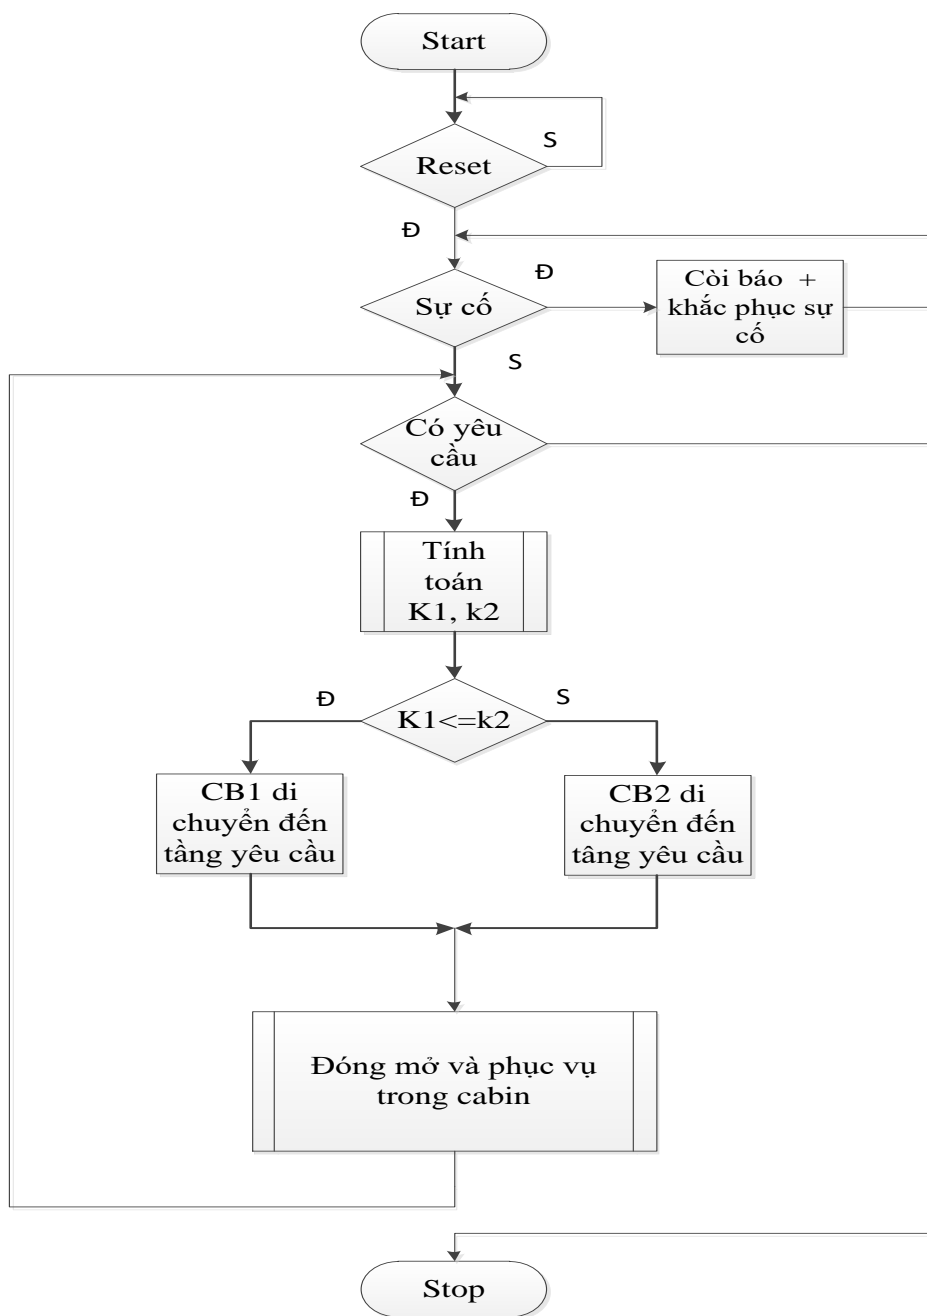 Start
S
Reset
Đ
Đ
Sự cố
Còi báo +
khắc phục sự
cố
S
Có yêu
cầu
Đ
Tính
toán
K1, k2
Đ
S
K1<=k2
CB1 di
chuyển đến
tầng yêu cầu
CB2 di
chuyển đến
tâng yêu cầu
Đóng mở và phục vụ
trong cabin
Stop